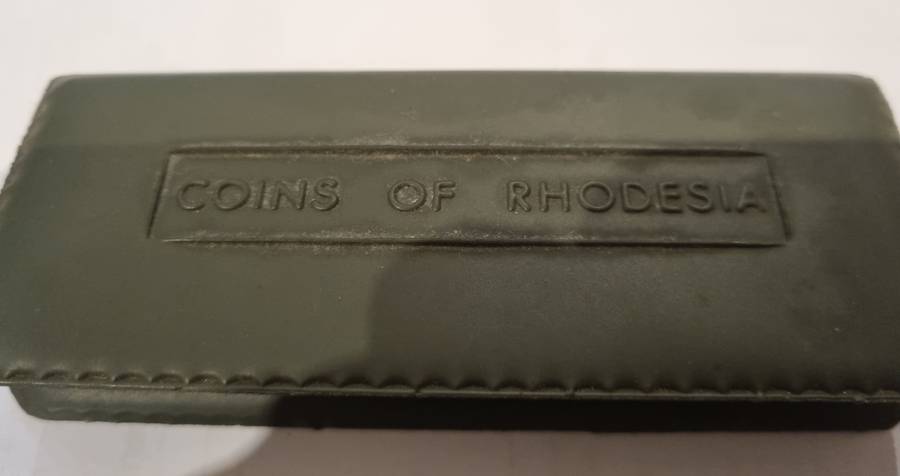 COINS OF RHODESIA